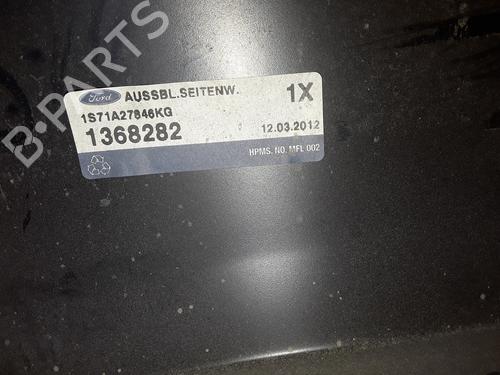 B-PARTS
Ford AUSSBL.SEITENW. 1X
1S71A27846KG
1368282 12.03.2012
HPMS. NO. MFL 002